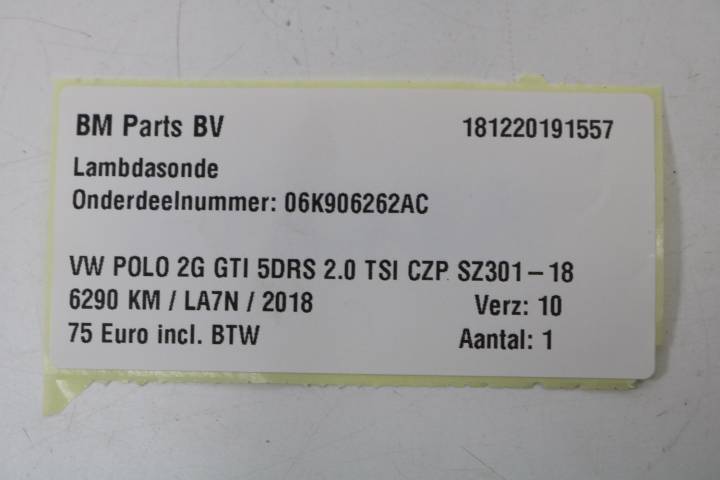 BM Parts BV 181220191557
Lambdasonde
Onderdeelnummer: 06K906262AC
VW POLO 2G GTI 5DRS 2.0 TSI CZP SZ301-18
6290 KM / LA7N / 2018 Verz: 10
75 Euro incl. BTW Aantal: 1